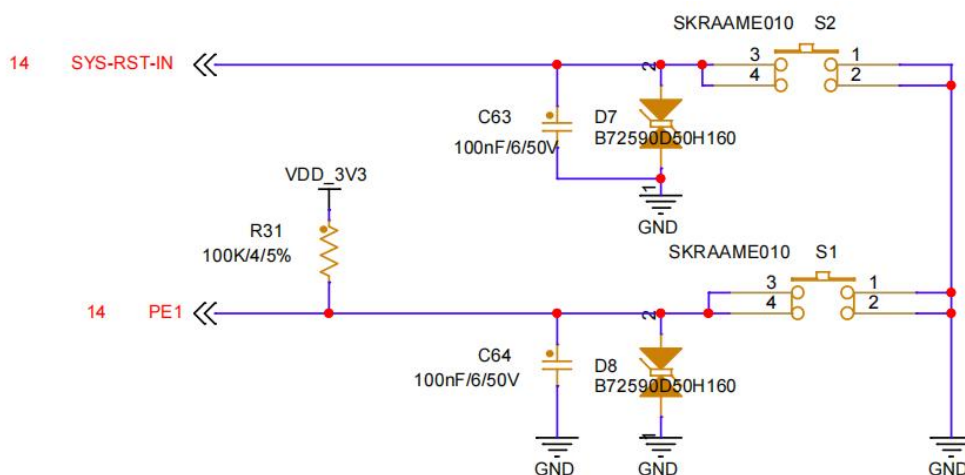 SKRAAME010 S2
14 SYS-RST-IN
3 1
4 2
2
C63
100nF/6/50V
D7
B72590D50H160
1
GND
VDD_3V3
R31
100K/4/5%
SKRAAME010 S1
3 1
4 2
14 PE1
2
C64
100nF/6/50V
D8
B72590D50H160
1
GND
GND
GND